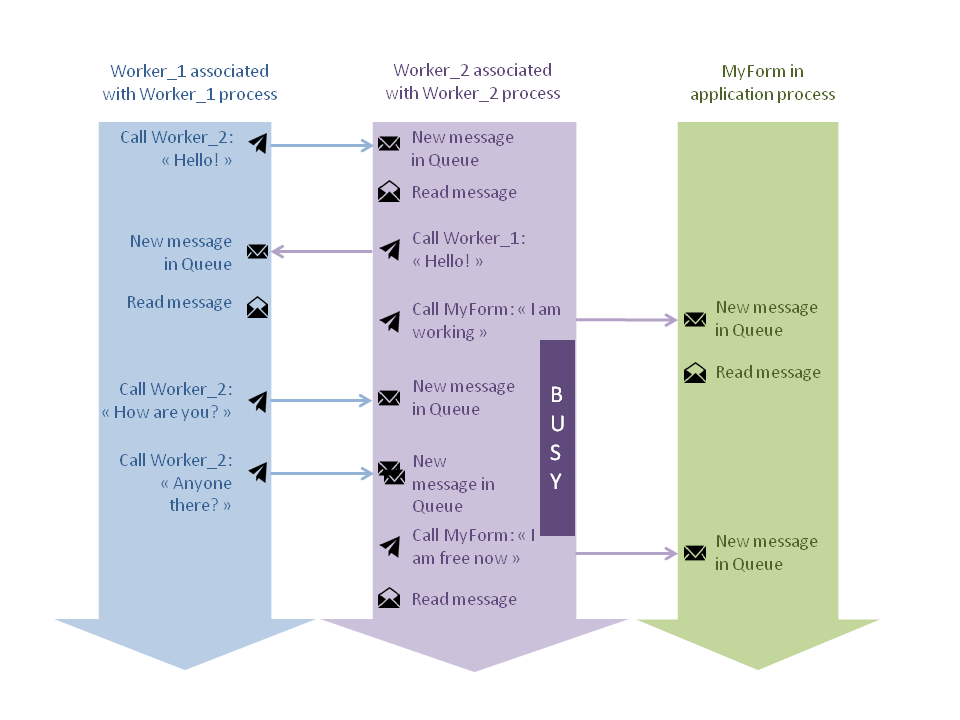 Worker_1 associated
with Worker_1 process
Worker_2 associated
with Worker_2 process
MyForm in
application process
Call Worker_2:
« Hello! »
New message
in Queue
Read message
Call Worker_2:
« How are you? »
Call Worker_2:
« Anyone
there? »
New message
in Queue
Read message
Call Worker_1:
« Hello! »
Call MyForm: « I am
working »
New message
in Queue
New
message in
Queue
Call MyForm: « I
am free now »
Read message
B
U
S
Y
New message
in Queue
Read message
New message
in Queue